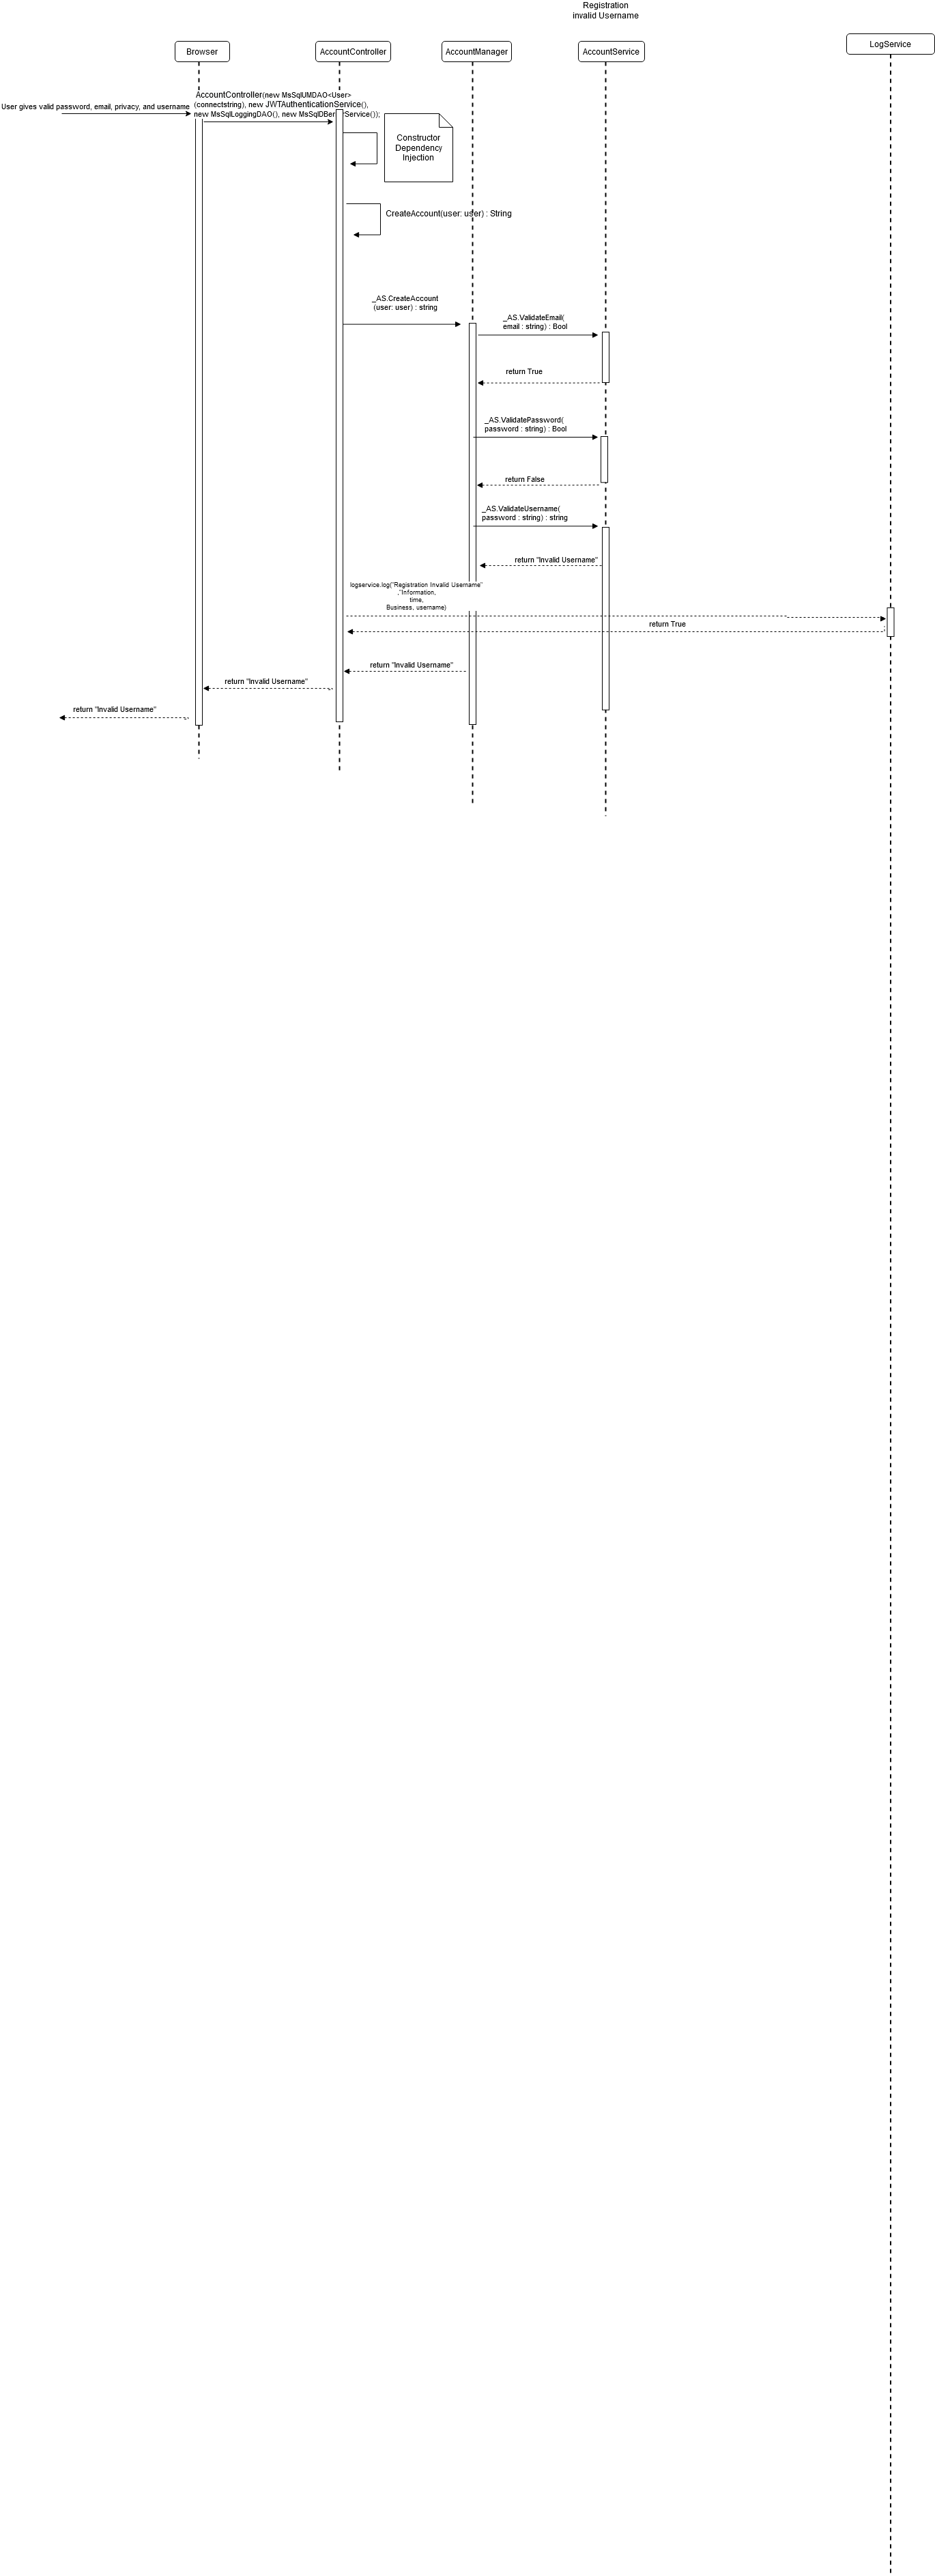 Registration
invalid Username
Browser
AccountController
AccountManager
AccountService
LogService
User gives valid password, email, privacy, and username
AccountController(new MsSqlUMDAO<User>
(connectstring), new JWTAuthenticationService(),
new MsSqlLoggingDAO(), new MsSqlDBer Service());
Constructor
Dependency
Injection
CreateAccount(user: user) : String
_AS.CreateAccount
(user: user) : string
_AS.ValidateEmail(
email : string) : Bool
return True
_AS.ValidatePassword(
password : string) : Bool
return False
_AS.ValidateUsername(
password : string) : string
return "Invalid Username"
logservice.log("Registration Invalid Username"
,"Information,
time,
Business, username)
return True
return "Invalid Username"
return "Invalid Username"
return "Invalid Username"